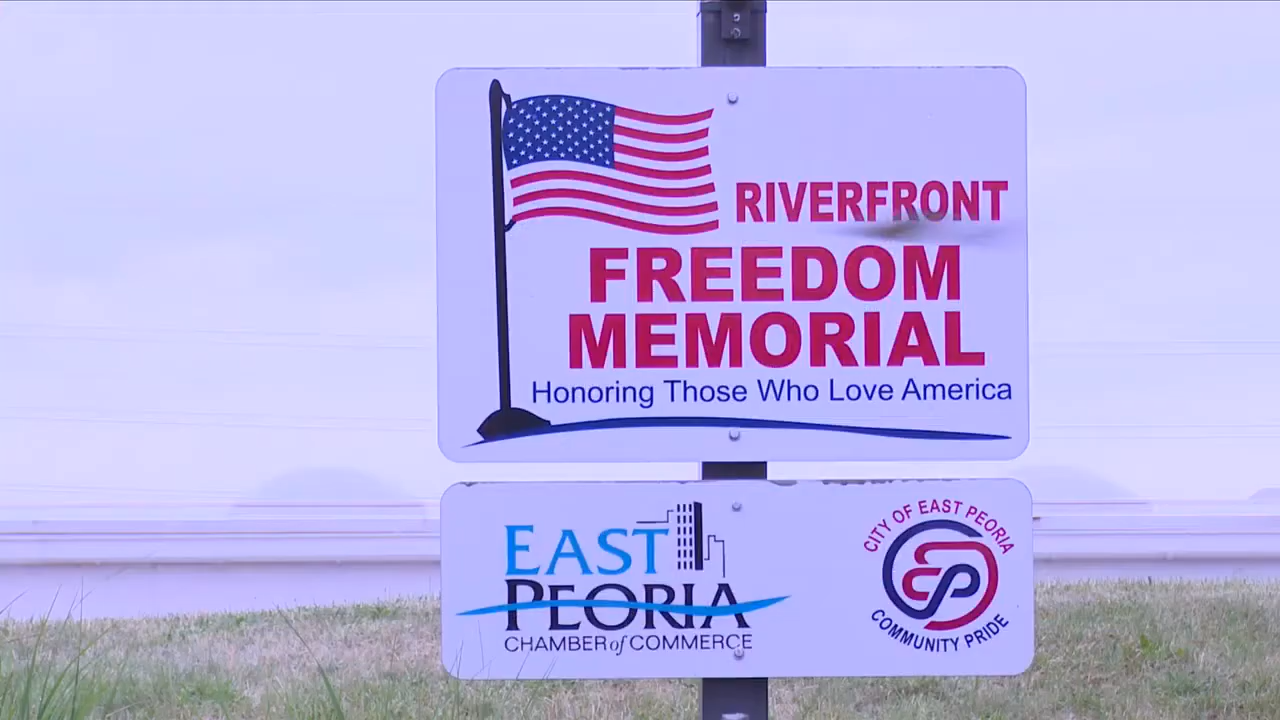 RIVERFRONT
FREEDOM
MEMORIAL
Honoring Those Who Love America
EAST
PEORIA
CHAMBER of COMMERCE
CITY OF EAST PEORIA
EP
COMMUNITY PRIDE